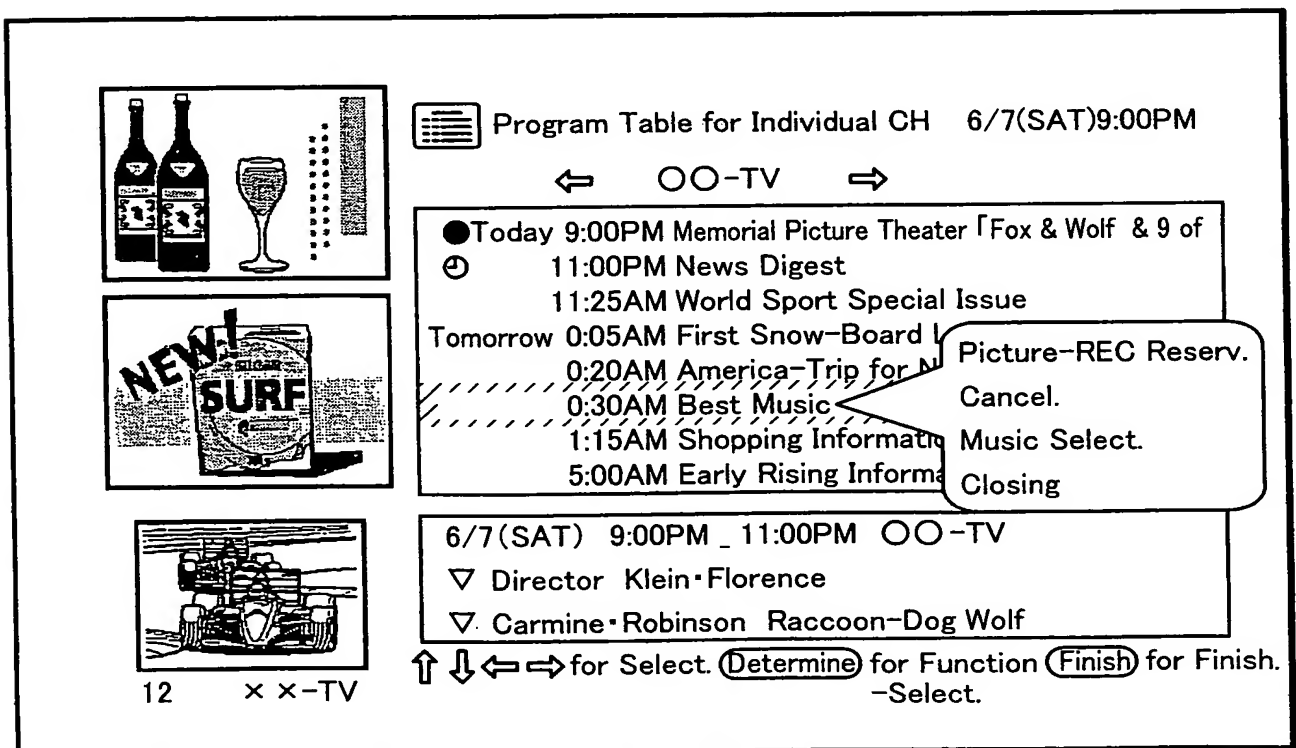 Program Table for Individual CH 6/7(SAT)9:00PM
⇦ ○○-TV ⇨
●Today 9:00PM Memorial Picture Theater「Fox & Wolf & 9 of
11:00PM News Digest
11:25AM World Sport Special Issue
Tomorrow 0:05AM First Snow-Board L
0:20AM America-Trip for N
0:30AM Best Music
1:15AM Shopping Informatio
5:00AM Early Rising Informa
Picture-REC Reserv.
Cancel.
Music Select.
Closing
NEW!
SURF
6/7(SAT) 9:00PM _ 11:00PM ○○-TV
▽ Director Klein・Florence
▽ Carmine・Robinson Raccoon-Dog Wolf
12 ××-TV
⇧⇩⇦⇨for Select. Determine for Function Finish for Finish.
-Select.